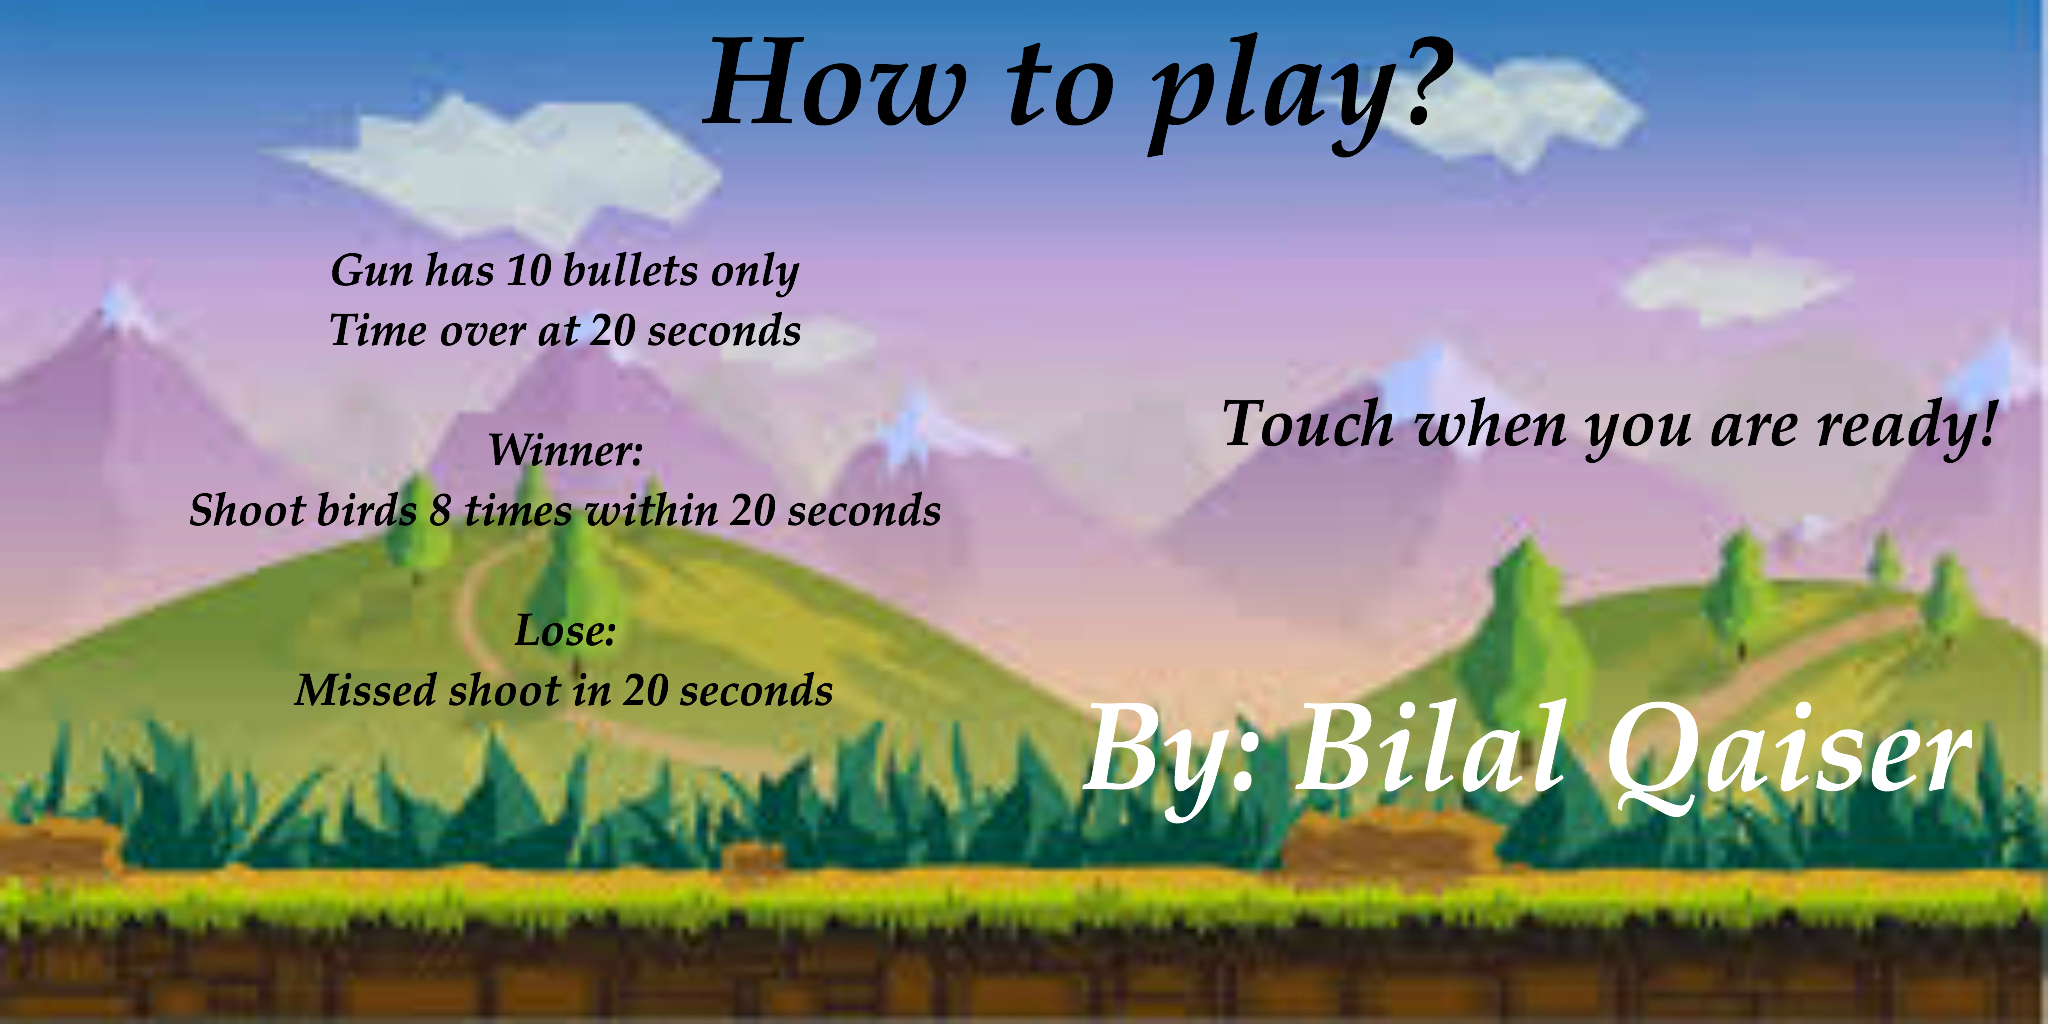 How to play?
Gun has 10 bullets only
Time over at 20 seconds
Winner:
Shoot birds 8 times within 20 seconds
Lose:
Missed shoot in 20 seconds
Touch when you are ready!
By: Bilal Qaiser